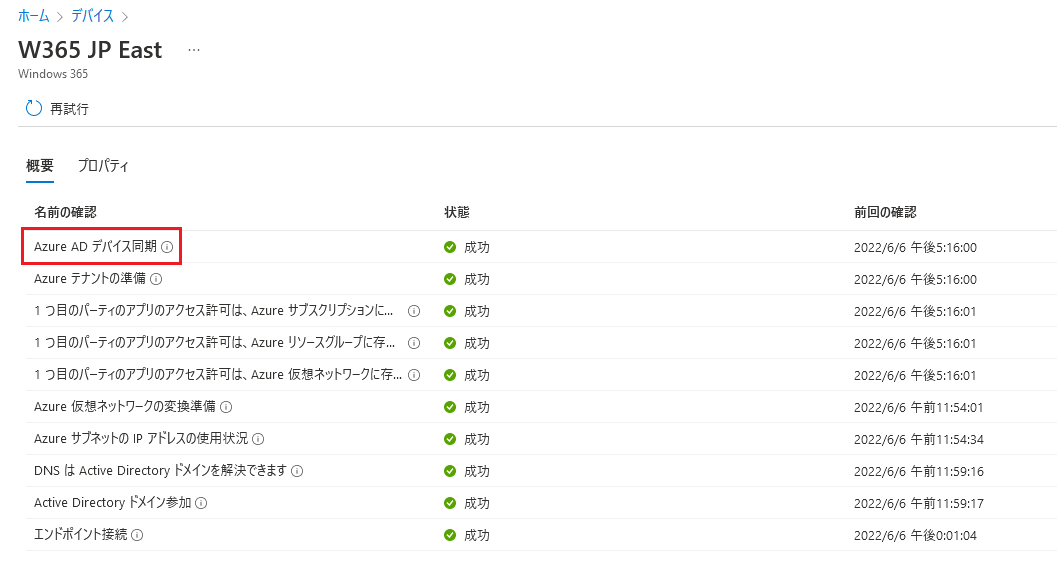 ホーム > デバイス >
W365 JP East ...
Windows 365
再試行
概要 プロパティ
名前の確認 状態 前回の確認
Azure AD デバイス同期 成功 2022/6/6 午後5:16:00
Azure テナントの準備 成功 2022/6/6 午後5:16:00
1 つ目のパーティのアプリのアクセス許可は、Azure サブスクリプションに... 成功 2022/6/6 午後5:16:01
1 つ目のパーティのアプリのアクセス許可は、Azure リソースグループに存... 成功 2022/6/6 午後5:16:01
1 つ目のパーティのアプリのアクセス許可は、Azure 仮想ネットワークに存... 成功 2022/6/6 午後5:16:01
Azure 仮想ネットワークの変換準備 成功 2022/6/6 午前11:54:01
Azure サブネットの IP アドレスの使用状況 成功 2022/6/6 午前11:54:34
DNS は Active Directory ドメインを解決できます 成功 2022/6/6 午前11:59:16
Active Directory ドメイン参加 成功 2022/6/6 午前11:59:17
エンドポイント接続 成功 2022/6/6 午後0:01:04